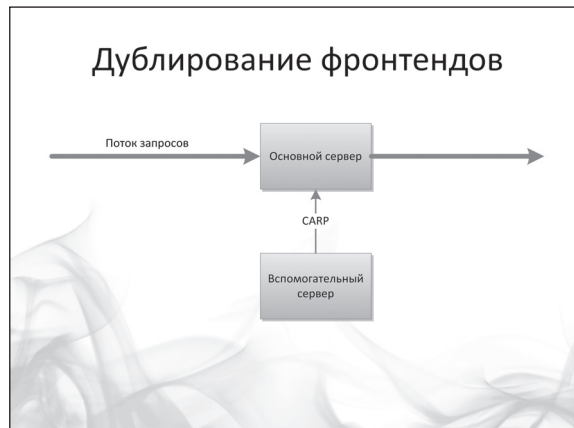 Дублирование фронтендов
Поток запросов
Основной сервер
CARP
Вспомогательный
сервер